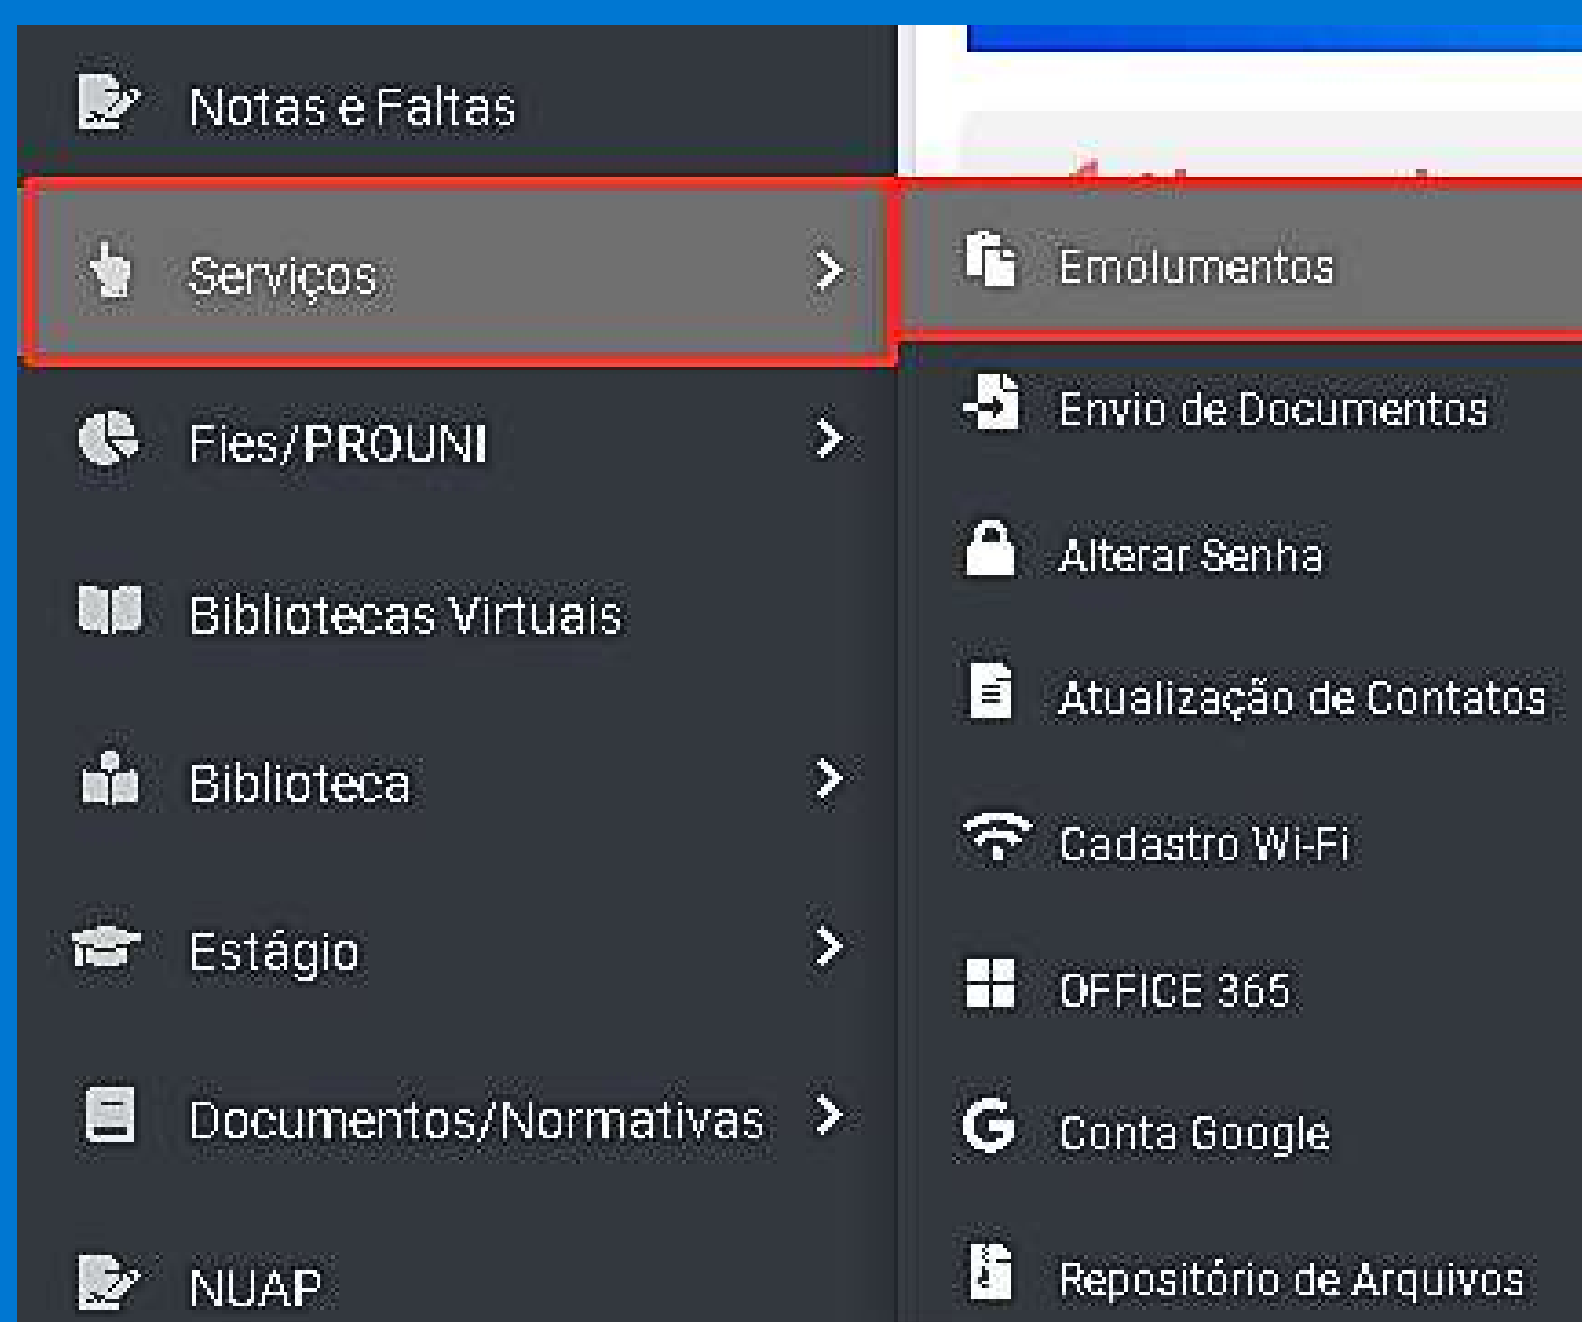 Notas e Faltas
Serviços
Fies/PROUNI
Bibliotecas Virtuais
Biblioteca
Estágio
Documentos/Normativas
NUAP
Emolumentos
Envio de Documentos
Alterar Senha
Atualização de Contatos
Cadastro Wi-Fi
OFFICE 365
Conta Google
Repositório de Arquivos